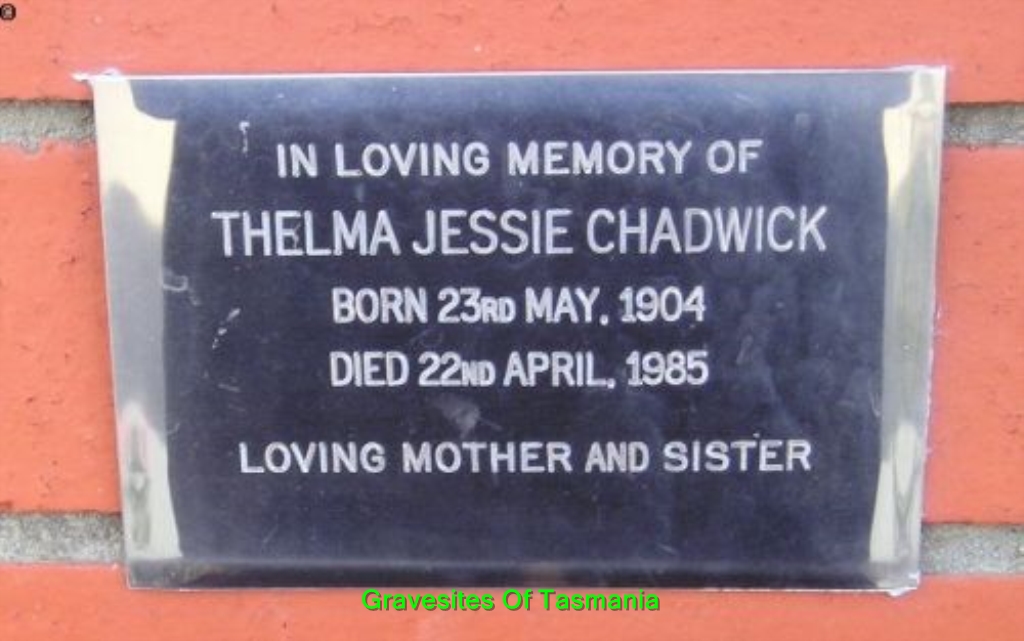 IN LOVING MEMORY OF
THELMA JESSIE CHADWICK
BORN 23RD MAY, 1904
DIED 22ND APRIL, 1985
LOVING MOTHER AND SISTER
Gravesites Of Tasmania